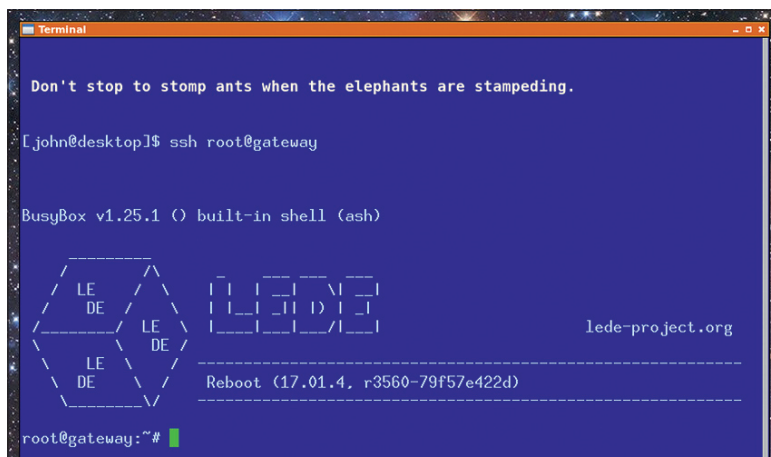 Terminal
Don't stop to stomp ants when the elephants are stampeding.
[john@desktop]$ ssh root@gateway
BusyBox v1.25.1 () built-in shell (ash)
LE
DE
LEDE
LE
DE
lede-project.org
LE
DE
Reboot (17.01.4, r3560-79f57e422d)
root@gateway:~#